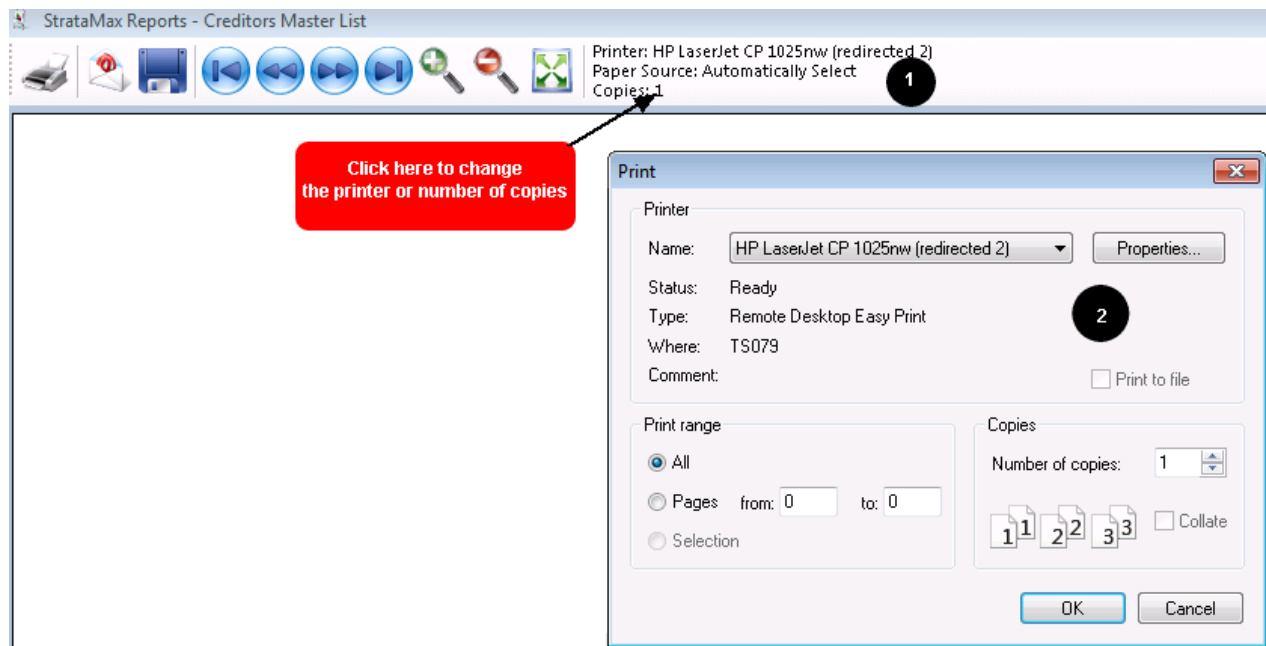 StrataMax Reports - Creditors Master List
Printer: HP LaserJet CP 1025nw (redirected 2)
Paper Source: Automatically Select
Copies: 1
1
Click here to change
the printer or number of copies
Print
Printer
Name: HP LaserJet CP 1025nw (redirected 2) Properties...
Status: Ready
Type: Remote Desktop Easy Print
2
Where: TS079
Comment: Print to file
Print range
All
Pages from: 0 to: 0
Selection
Copies
Number of copies: 1
1 1 2 2 3 3 Collate
OK Cancel